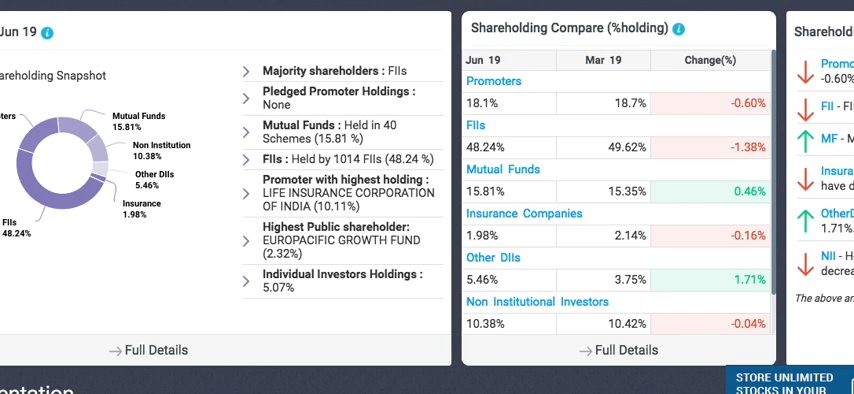 Jun 19
Shareholding Snapshot
Mutual Funds
15.81%
Non Institution
10.38%
Other DIIs
5.46%
Insurance
1.98%
FIIs
48.24%
Majority shareholders : FIIs
Pledged Promoter Holdings :
None
Mutual Funds : Held in 40
Schemes (15.81 %)
FIIs : Held by 1014 FIIs (48.24 %)
Promoter with highest holding :
LIFE INSURANCE CORPORATION
OF INDIA (10.11%)
Highest Public shareholder:
EUROPACIFIC GROWTH FUND
(2.32%)
Individual Investors Holdings :
5.07%
Full Details
Shareholding Compare (%holding)
Jun 19 Mar 19 Change(%)
Promoters
18.1% 18.7% -0.60%
FIIs
48.24% 49.62% -1.38%
Mutual Funds
15.81% 15.35% 0.46%
Insurance Companies
1.98% 2.14% -0.16%
Other DIIs
5.46% 3.75% 1.71%
Non Institutional Investors
10.38% 10.42% -0.04%
Full Details
Sharehold
Promo
-0.60%
FII - FI
MF - M
Insura
have d
OtherD
1.71%
NII - H
decrea
The above an
STORE UNLIMITED
STOCKS IN YOUR